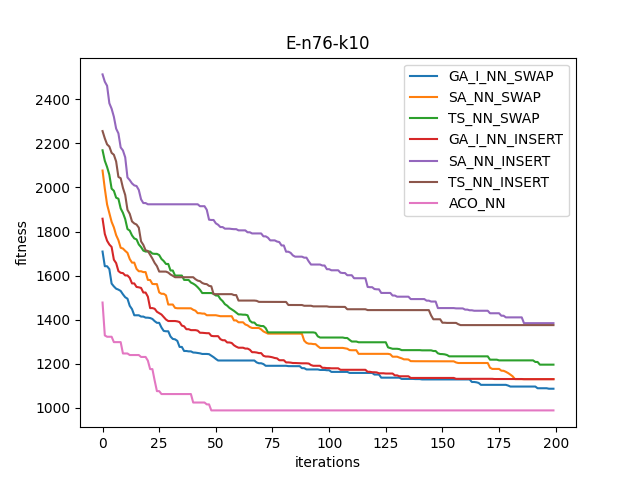 E-n76-k10
fitness
2400
2200
2000
1800
1600
1400
1200
1000
GA_I_NN_SWAP
SA_NN_SWAP
TS_NN_SWAP
GA_I_NN_INSERT
SA_NN_INSERT
TS_NN_INSERT
ACO_NN
0 25 50 75 100 125 150 175 200
iterations